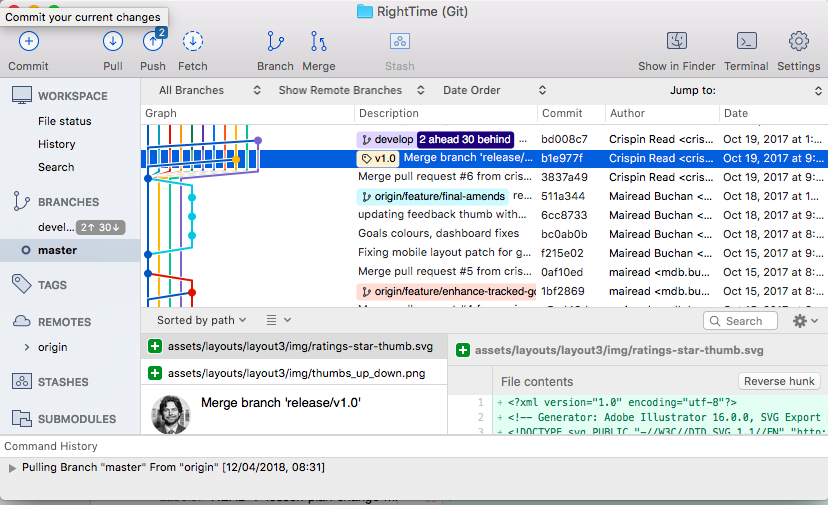 Commit your current changes
RightTime (Git)
2
Commit Pull Push Fetch Branch Merge Stash Show in Finder Terminal Settings
WORKSPACE
File status
History
Search
BRANCHES
devel... 2↑ 30↓
master
TAGS
REMOTES
origin
STASHES
SUBMODULES
All Branches Show Remote Branches Date Order Jump to:
Graph Description Commit Author Date
develop 2 ahead 30 behind bd008c7 Crispin Read <cris... Oct 19, 2017 at 1:...
v1.0 Merge branch 'release/... b1e977f Crispin Read <cris... Oct 19, 2017 at 9:...
Merge pull request #6 from cris... 3837a49 Crispin Read <cris... Oct 19, 2017 at 9:...
origin/feature/final-amends re... 511a344 Mairead Buchan <... Oct 18, 2017 at 1...
updating feedback thumb with... 6cc8733 Mairead Buchan <... Oct 18, 2017 at 9:...
Goals colours, dashboard fixes bc0ab0b Mairead Buchan <... Oct 18, 2017 at 9:...
Fixing mobile layout patch for g... f215e02 Mairead Buchan <... Oct 15, 2017 at 9:...
Merge pull request #5 from cris... 0af10ed mairead <mdb.bu... Oct 15, 2017 at 8:...
origin/feature/enhance-tracked-go 1bf2869 mairead <mdb.bu... Oct 15, 2017 at 8:...
Sorted by path Search
assets/layouts/layout3/img/ratings-star-thumb.svg
assets/layouts/layout3/img/thumbs_up_down.png
Merge branch 'release/v1.0'
assets/layouts/layout3/img/ratings-star-thumb.svg
File contents Reverse hunk
1 + <?xml version="1.0" encoding="utf-8"?>
2 + <!-- Generator: Adobe Illustrator 16.0.0, SVG Export
3 + <!DOCTYPE svg PUBLIC "-//W3C//DTD SVG 1.1//EN" "http:
Command History
Pulling Branch "master" From "origin" [12/04/2018, 08:31]